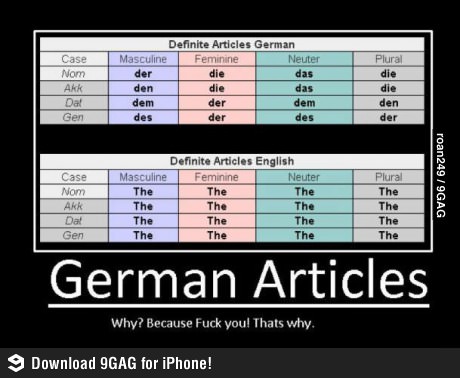 Definite Articles German
Case Masculine Feminine Neuter Plural
Nom der die das die
Akk den die das die
Dat dem der dem den
Gen des der des der
Definite Articles English
Case Masculine Feminine Neuter Plural
Nom The The The The
Akk The The The The
Dat The The The The
Gen The The The The
roan249 / 9GAG
German Articles
Why? Because Fuck you! Thats why.
Download 9GAG for iPhone!